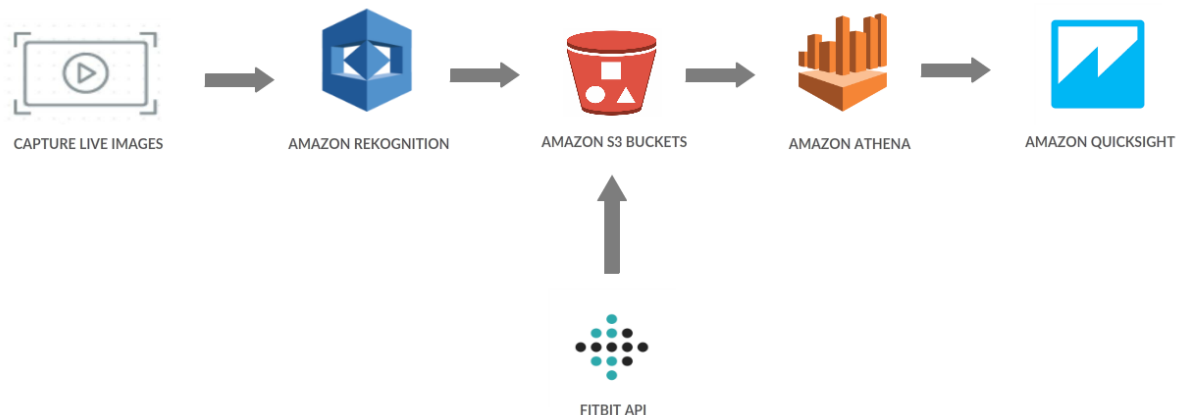 CAPTURE LIVE IMAGES
AMAZON REKOGNITION
AMAZON S3 BUCKETS
AMAZON ATHENA
AMAZON QUICKSIGHT
FITBIT API